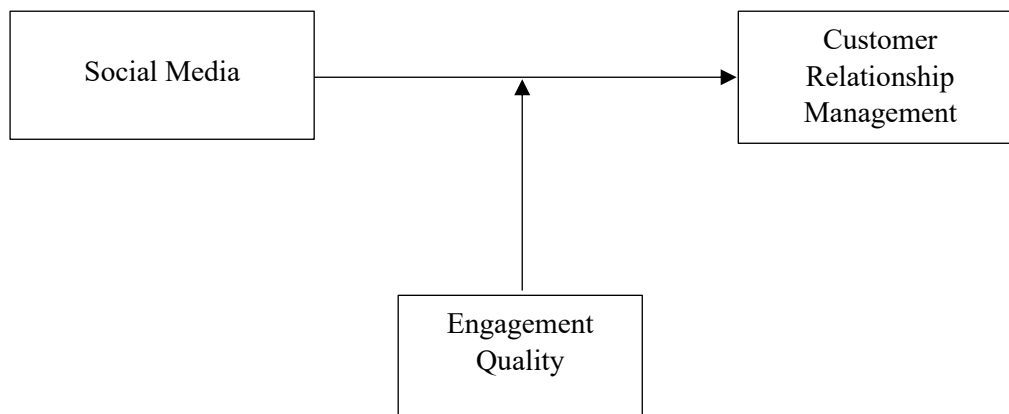 Social Media
Customer
Relationship
Management
Engagement
Quality